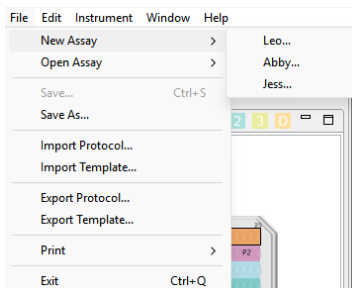 File Edit Instrument Window Help
New Assay >
Leo...
Open Assay >
Abby...
Jess...
Save... Ctrl+S
Save As...
2 3 D
Import Protocol...
Import Template...
Export Protocol...
Export Template...
P2
Print >
Exit Ctrl+Q